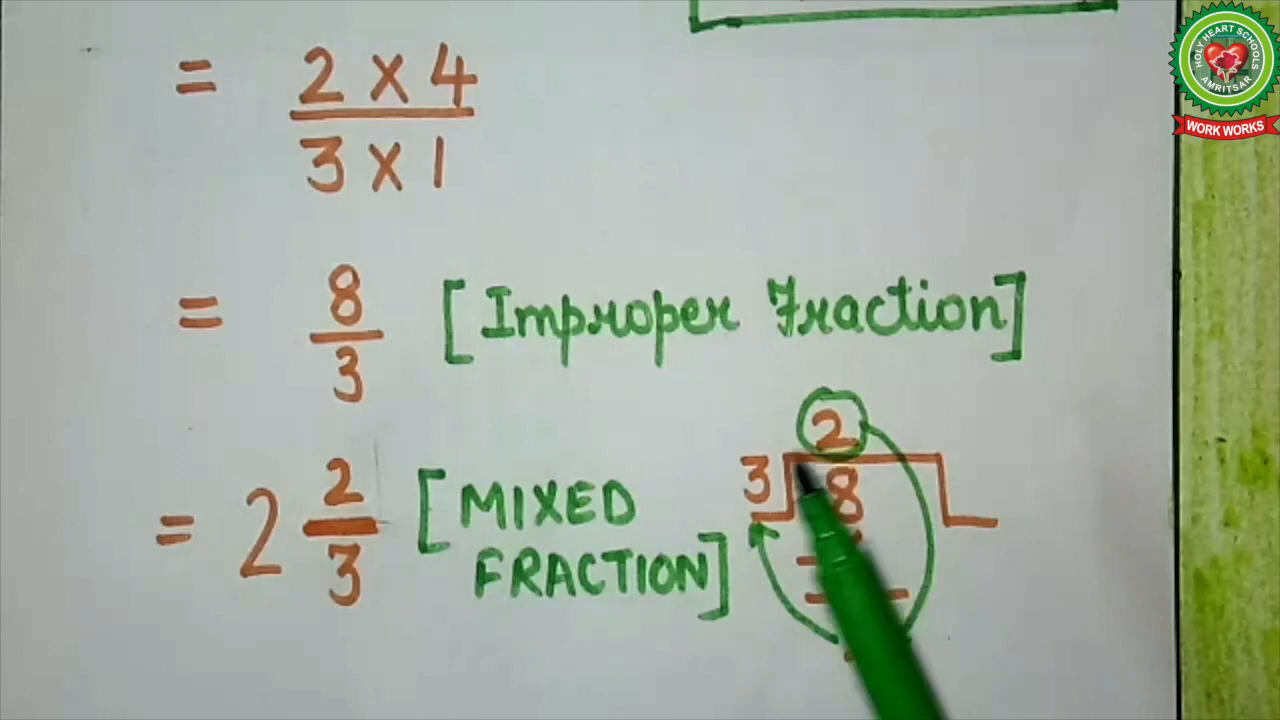 = 2 x 4
3 x 1
= 8 [Improper Fraction]
3
= 2 2 [MIXED
3 FRACTION]
2
3 8
HOLY HEART SCHOOLS
AMRITSAR
WORK WORKS